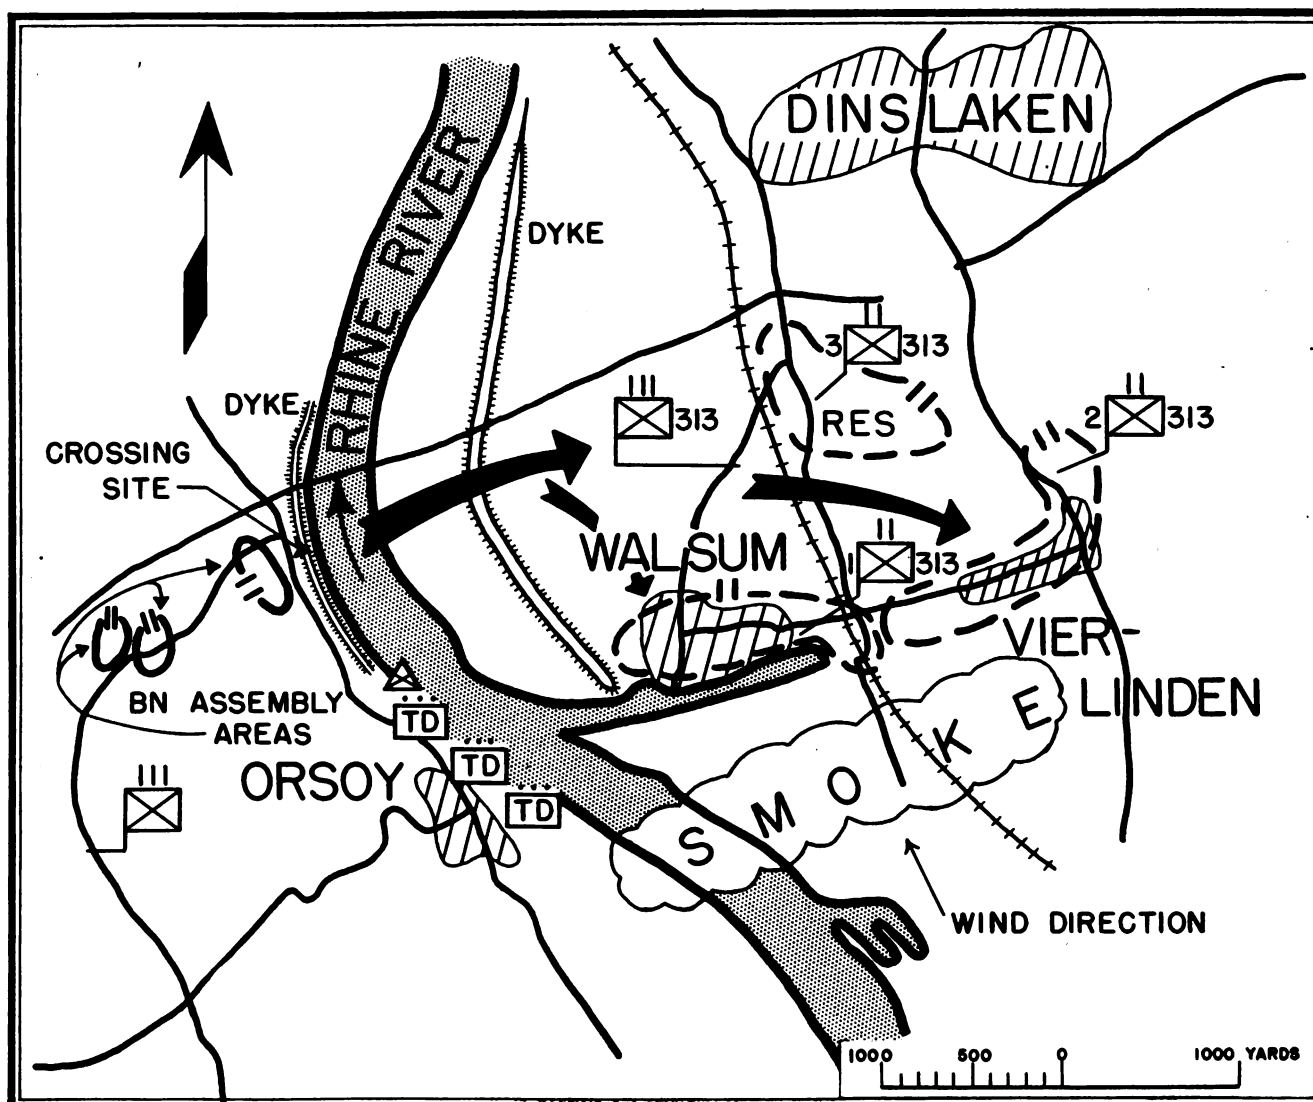 DINSLAKEN
RHINE RIVER
DYKE
3 313
313
RES
2 313
DYKE
CROSSING
SITE
WALSUM
1 313
VIER-
LINDEN
BN ASSEMBLY
AREAS
TD
TD
TD
ORSOY
SMOKE
WIND DIRECTION
1000 500 0 1000 YARDS